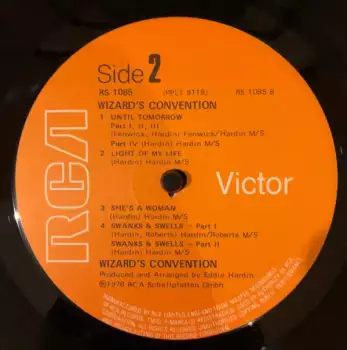 Side 2
RS 1085 (PPL1 8119) RS 1085 B
WIZARD'S CONVENTION
1 UNTIL TOMORROW
Part I, II, III
(Fenwick, Hardin) Fenwick/Hardin M/S
Part IV (Hardin) Hardin M/S
2 LIGHT OF MY LIFE
(Hardin) Hardin M/S
RCA
Victor
3 SHE'S A WOMAN
(Hardin) Hardin M/S
4 SWANKS & SWELLS – Part I
(Hardin, Roberts) Hardin/Roberts M/S
SWANKS & SWELLS – Part II
(Hardin) Hardin M/S
WIZARD'S CONVENTION
Produced and Arranged by Eddie Hardin
℗ 1976 RCA Schallplatten GmbH.